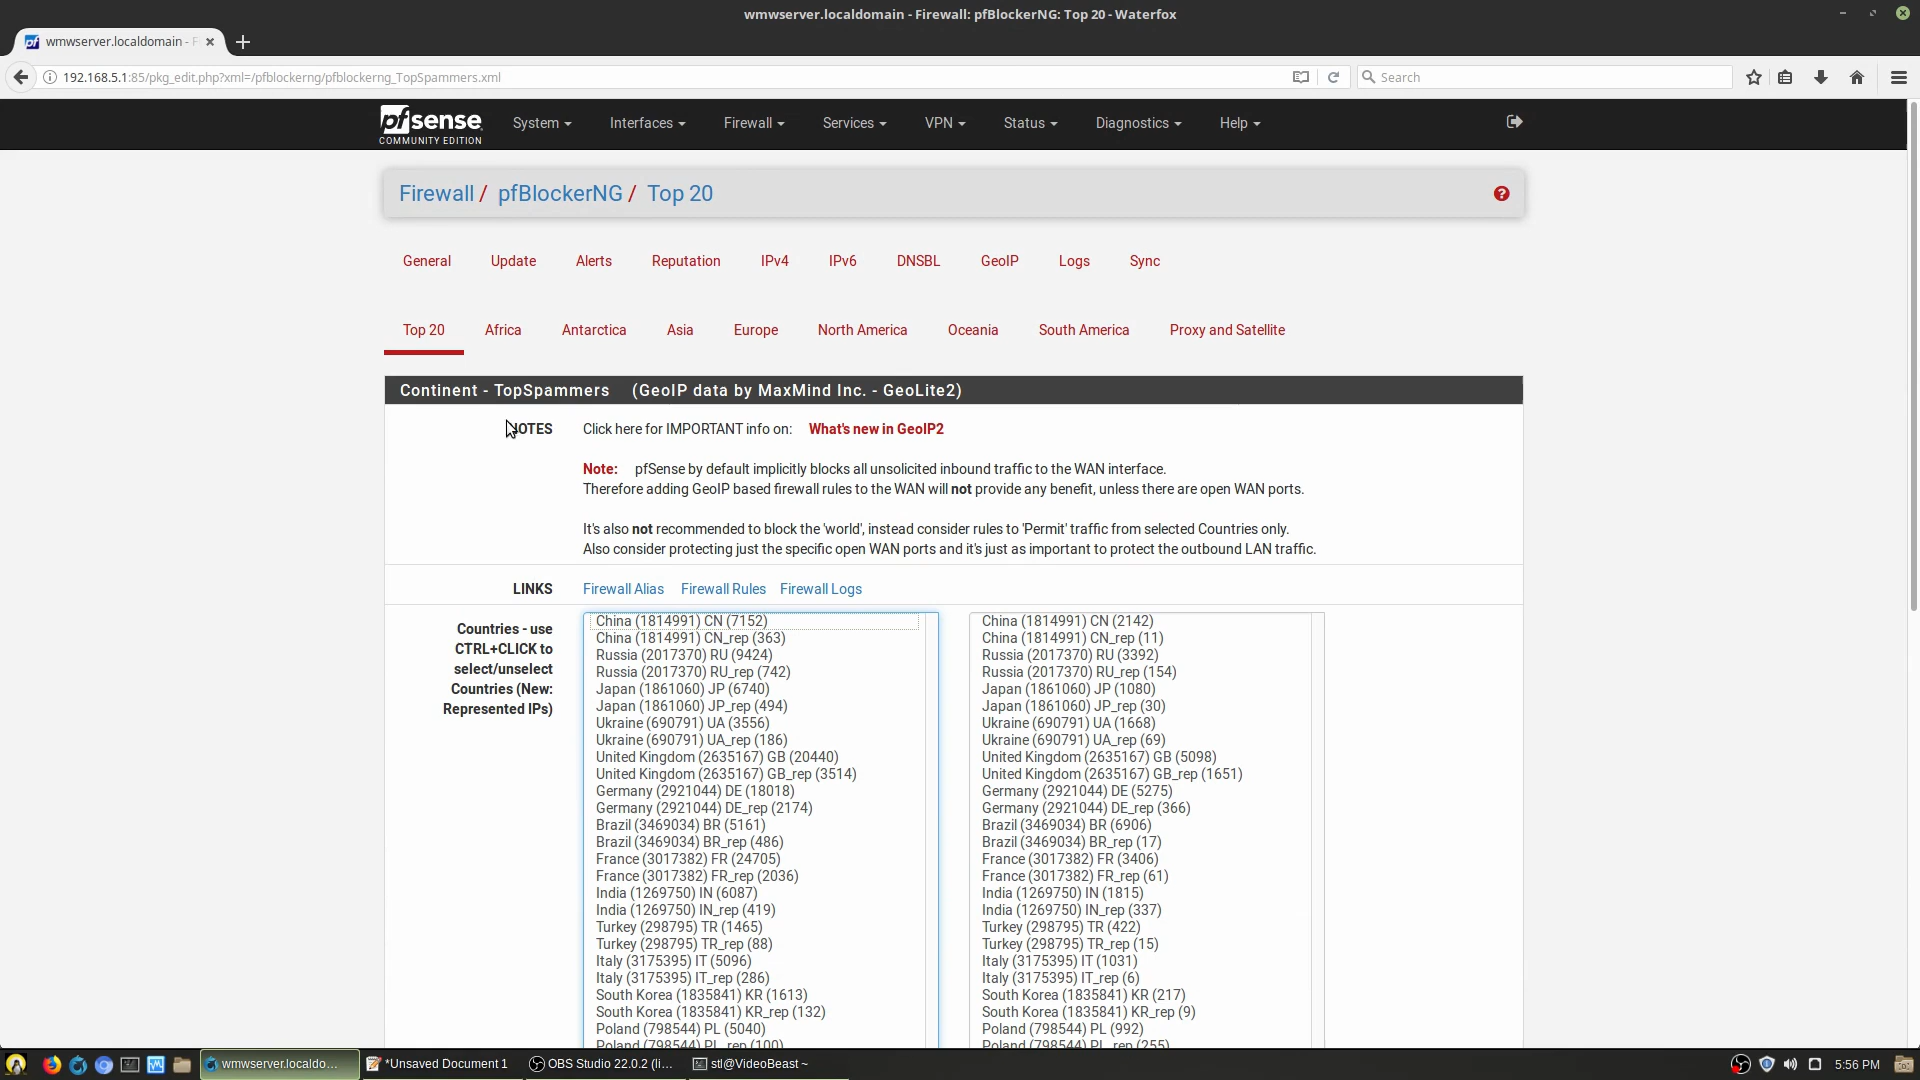 wmwserver.localdomain - Firewall: pfBlockerNG: Top 20 - Waterfox
wmwserver.localdomain - F
192.168.5.1:85/pkg_edit.php?xml=/pfblockerng/pfblockerng_TopSpammers.xml
Search
pfsense
COMMUNITY EDITION
System
Interfaces
Firewall
Services
VPN
Status
Diagnostics
Help
Firewall / pfBlockerNG / Top 20
General
Update
Alerts
Reputation
IPv4
IPv6
DNSBL
GeoIP
Logs
Sync
Top 20
Africa
Antarctica
Asia
Europe
North America
Oceania
South America
Proxy and Satellite
Continent - TopSpammers (GeoIP data by MaxMind Inc. - GeoLite2)
NOTES
Click here for IMPORTANT info on: What's new in GeoIP2
Note: pfSense by default implicitly blocks all unsolicited inbound traffic to the WAN interface.
Therefore adding GeoIP based firewall rules to the WAN will not provide any benefit, unless there are open WAN ports.
It's also not recommended to block the 'world', instead consider rules to 'Permit' traffic from selected Countries only.
Also consider protecting just the specific open WAN ports and it's just as important to protect the outbound LAN traffic.
LINKS
Firewall Alias Firewall Rules Firewall Logs
Countries - use
CTRL+CLICK to
select/unselect
Countries (New:
Represented IPs)
China (1814991) CN (7152)
China (1814991) CN_rep (363)
Russia (2017370) RU (9424)
Russia (2017370) RU_rep (742)
Japan (1861060) JP (6740)
Japan (1861060) JP_rep (494)
Ukraine (690791) UA (3556)
Ukraine (690791) UA_rep (186)
United Kingdom (2635167) GB (20440)
United Kingdom (2635167) GB_rep (3514)
Germany (2921044) DE (18018)
Germany (2921044) DE_rep (2174)
Brazil (3469034) BR (5161)
Brazil (3469034) BR_rep (486)
France (3017382) FR (24705)
France (3017382) FR_rep (2036)
India (1269750) IN (6087)
India (1269750) IN_rep (419)
Turkey (298795) TR (1465)
Turkey (298795) TR_rep (88)
Italy (3175395) IT (5096)
Italy (3175395) IT_rep (286)
South Korea (1835841) KR (1613)
South Korea (1835841) KR_rep (132)
Poland (798544) PL (5040)
Poland (798544) PL_rep (100)
China (1814991) CN (2142)
China (1814991) CN_rep (11)
Russia (2017370) RU (3392)
Russia (2017370) RU_rep (154)
Japan (1861060) JP (1080)
Japan (1861060) JP_rep (30)
Ukraine (690791) UA (1668)
Ukraine (690791) UA_rep (69)
United Kingdom (2635167) GB (5098)
United Kingdom (2635167) GB_rep (1651)
Germany (2921044) DE (5275)
Germany (2921044) DE_rep (366)
Brazil (3469034) BR (6906)
Brazil (3469034) BR_rep (17)
France (3017382) FR (3406)
France (3017382) FR_rep (61)
India (1269750) IN (1815)
India (1269750) IN_rep (337)
Turkey (298795) TR (422)
Turkey (298795) TR_rep (15)
Italy (3175395) IT (1031)
Italy (3175395) IT_rep (6)
South Korea (1835841) KR (217)
South Korea (1835841) KR_rep (9)
Poland (798544) PL (992)
Poland (798544) PL_rep (255)
wmwserver.localdo...
*Unsaved Document 1
OBS Studio 22.0.2 (li...
stl@VideoBeast ~
5:56 PM